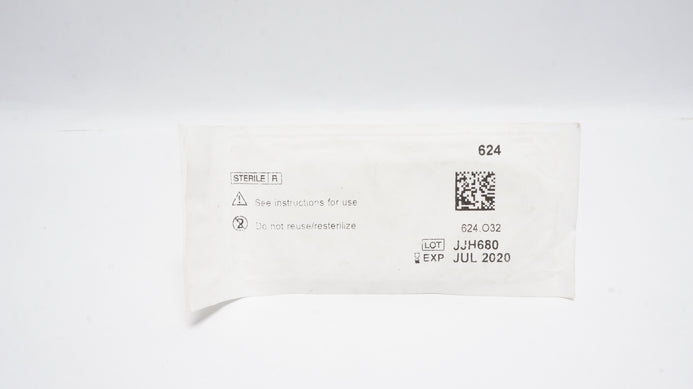 624
STERILE R
See instructions for use
Do not reuse/resterilize
624.O32
LOT JJH680
EXP JUL 2020